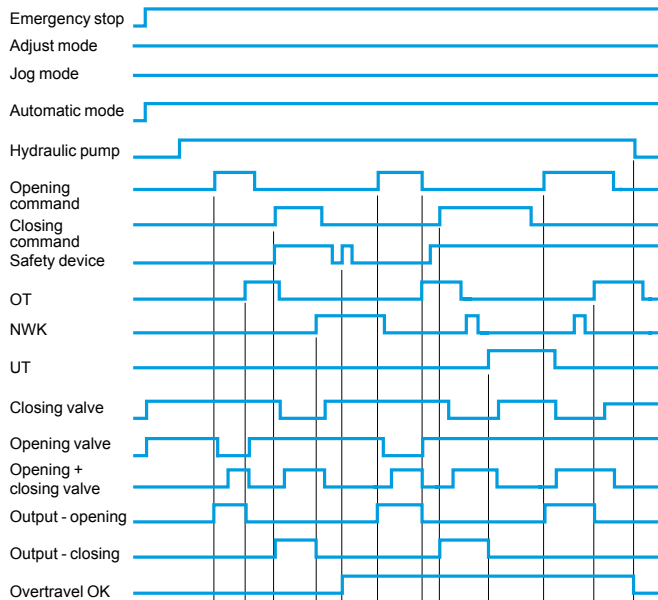 Emergency stop
Adjust mode
Jog mode
Automatic mode
Hydraulic pump
Opening
command
Closing
command
Safety device
OT
NWK
UT
Closing valve
Opening valve
Opening +
closing valve
Output - opening
Output - closing
Overtravel OK